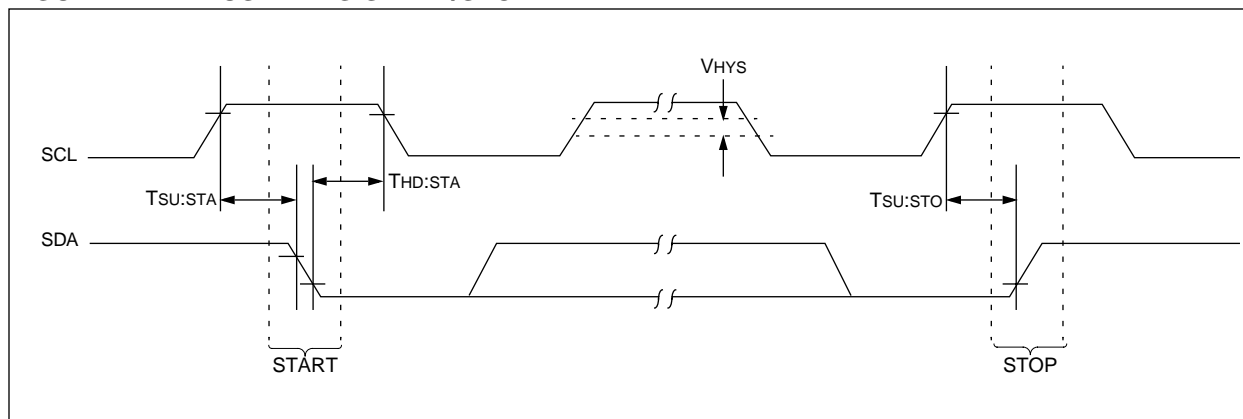 VHYS
SCL
THD:STA
TSU:STA
TSU:STO
SDA
START
STOP